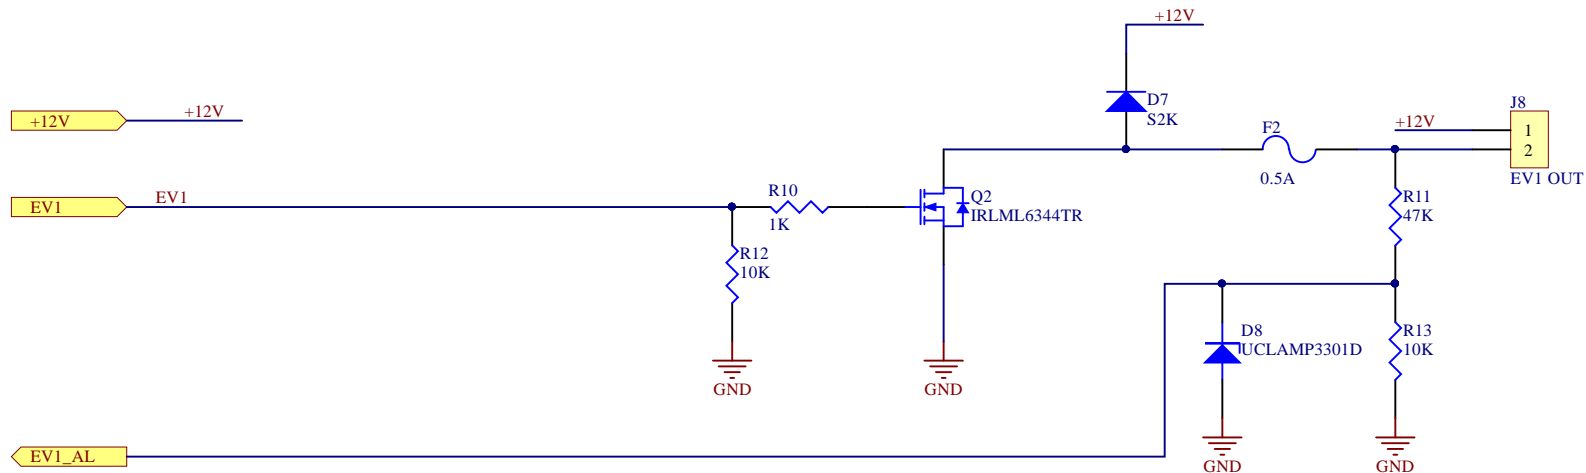 +12V
D7
S2K
J8
+12V
+12V
F2
+12V
1
2
0.5A
EV1 OUT
EV1
EV1
R10
1K
Q2
IRLML6344TR
R11
47K
R12
10K
D8
UCLAMP3301D
R13
10K
GND
GND
GND
GND
EV1_AL